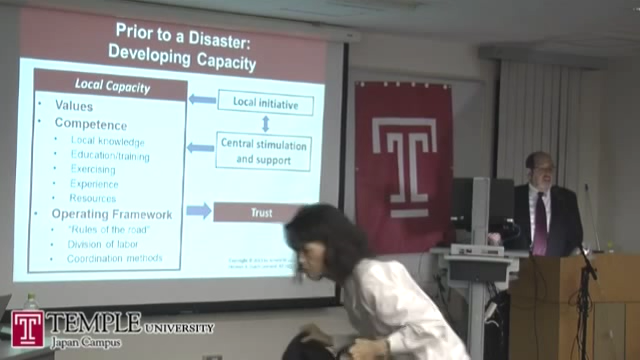 Prior to a Disaster:
Developing Capacity
Local Capacity
• Values
• Competence
• Local knowledge
• Education/training
• Exercising
• Experience
• Resources
• Operating Framework
• "Rules of the road"
• Division of labor
• Coordination methods
Local initiative
Central stimulation
and support
Trust
T
T TEMPLE UNIVERSITY
Japan Campus